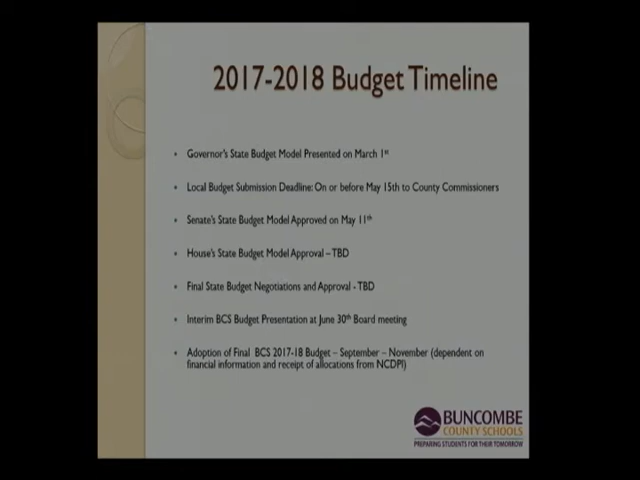 2017-2018 Budget Timeline
• Governor's State Budget Model Presented on March 1st
• Local Budget Submission Deadline: On or before May 15th to County Commissioners
• Senate's State Budget Model Approved on May 11th
• House's State Budget Model Approval – TBD
• Final State Budget Negotiations and Approval - TBD
• Interim BCS Budget Presentation at June 30th Board meeting
• Adoption of Final BCS 2017-18 Budget – September – November (dependent on
financial information and receipt of allocations from NCDPI)
BUNCOMBE
COUNTY SCHOOLS
PREPARING STUDENTS FOR THEIR TOMORROW